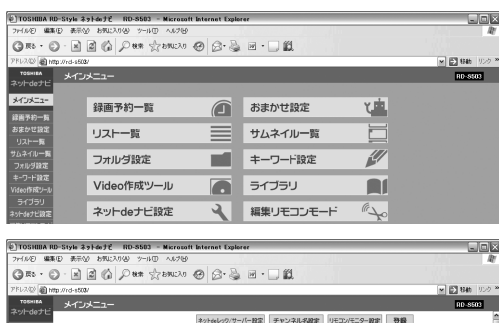 TOSHIBA RD-Style ネットdeナビ RD-S503 - Microsoft Internet Explorer
ファイル(F) 編集(E) 表示(V) お気に入り(A) ツール(T) ヘルプ(H)
戻る 検索 お気に入り
アドレス(D) http://rd-s503/ 移動 リンク »
TOSHIBA
ネットdeナビ
メインメニュー
RD-S503
メインメニュー
録画予約一覧
おまかせ設定
リスト一覧
サムネイル一覧
フォルダ設定
キーワード設定
Video作成ツール
ライブラリ
ネットdeナビ設定
録画予約一覧
おまかせ設定
リスト一覧
サムネイル一覧
フォルダ設定
キーワード設定
Video作成ツール
ライブラリ
ネットdeナビ設定
編集リモコンモード
TOSHIBA RD-Style ネットdeナビ RD-S503 - Microsoft Internet Explorer
ファイル(F) 編集(E) 表示(V) お気に入り(A) ツール(T) ヘルプ(H)
戻る 検索 お気に入り
アドレス(D) http://rd-s503/ 移動 リンク »
TOSHIBA
ネットdeナビ
メインメニュー
RD-S503
ネットdeレック/サーバー設定 チャンネル名設定 リモコン/モニター設定 登録